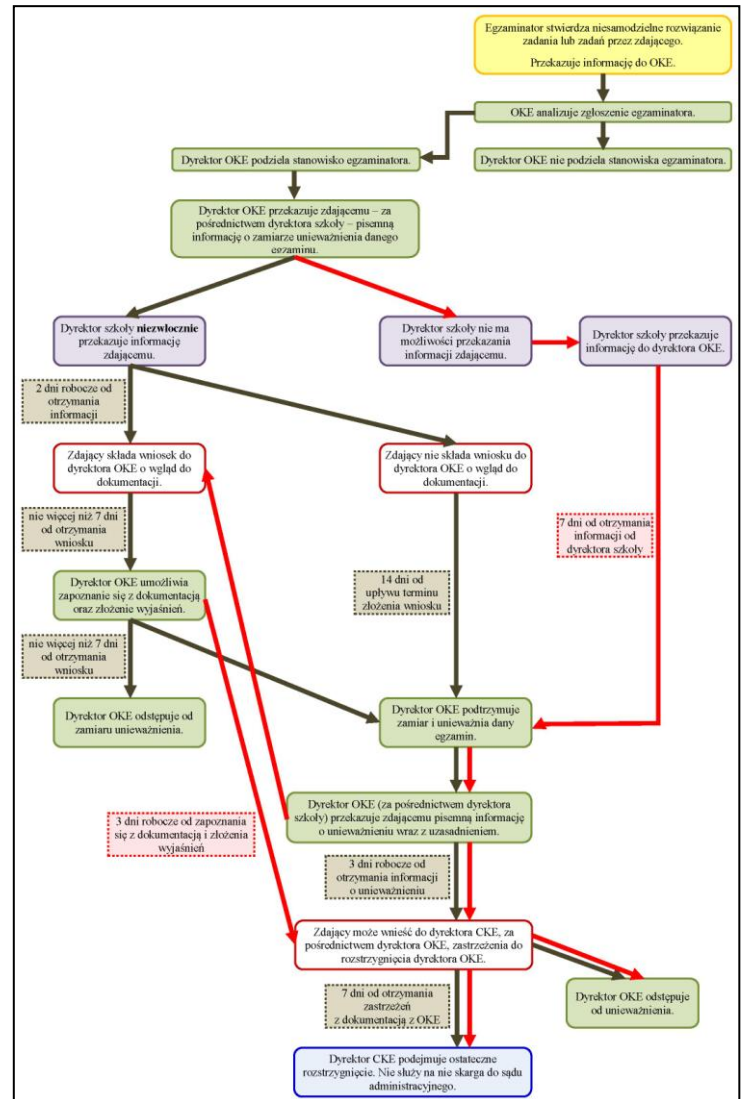 Egzaminator stwierdza niesamodzielne rozwiązanie
zadania lub zadań przez zdającego.
Przekazuje informację do OKE.
OKE analizuje zgłoszenie egzaminatora.
Dyrektor OKE podziela stanowisko egzaminatora.
Dyrektor OKE nie podziela stanowiska egzaminatora.
Dyrektor OKE przekazuje zdającemu – za
pośrednictwem dyrektora szkoły – pisemną
informację o zamiarze unieważnienia danego
egzaminu.
Dyrektor szkoły niezwłocznie
przekazuje informację
zdającemu.
Dyrektor szkoły nie ma
możliwości przekazania
informacji zdającemu.
Dyrektor szkoły przekazuje
informację do dyrektora OKE.
2 dni robocze od
otrzymania
informacji
Zdający składa wniosek do
dyrektora OKE o wgląd do
dokumentacji.
Zdający nie składa wniosku do
dyrektora OKE o wgląd do
dokumentacji.
nie więcej niż 7 dni
od otrzymania
wniosku
7 dni od otrzymania
informacji od
dyrektora szkoły
Dyrektor OKE umożliwia
zapoznanie się z dokumentacją
oraz złożenie wyjaśnień.
14 dni od
upływu terminu
złożenia wniosku
nie więcej niż 7 dni
od otrzymania
wniosku
Dyrektor OKE odstępuje od
zamiaru unieważnienia.
Dyrektor OKE podtrzymuje
zamiar i unieważnia dany
egzamin.
Dyrektor OKE (za pośrednictwem dyrektora
szkoły) przekazuje zdającemu pisemną informację
o unieważnieniu wraz z uzasadnieniem.
3 dni robocze od zapoznania
się z dokumentacją i złożenia
wyjaśnień
3 dni robocze od
otrzymania informacji
o unieważnieniu
Zdający może wnieść do dyrektora CKE, za
pośrednictwem dyrektora OKE, zastrzeżenia do
rozstrzygnięcia dyrektora OKE.
7 dni od otrzymania
zastrzeżeń
z dokumentacją z OKE
Dyrektor OKE odstępuje
od unieważnienia.
Dyrektor CKE podejmuje ostateczne
rozstrzygnięcie. Nie służy na nie skarga do sądu
administracyjnego.